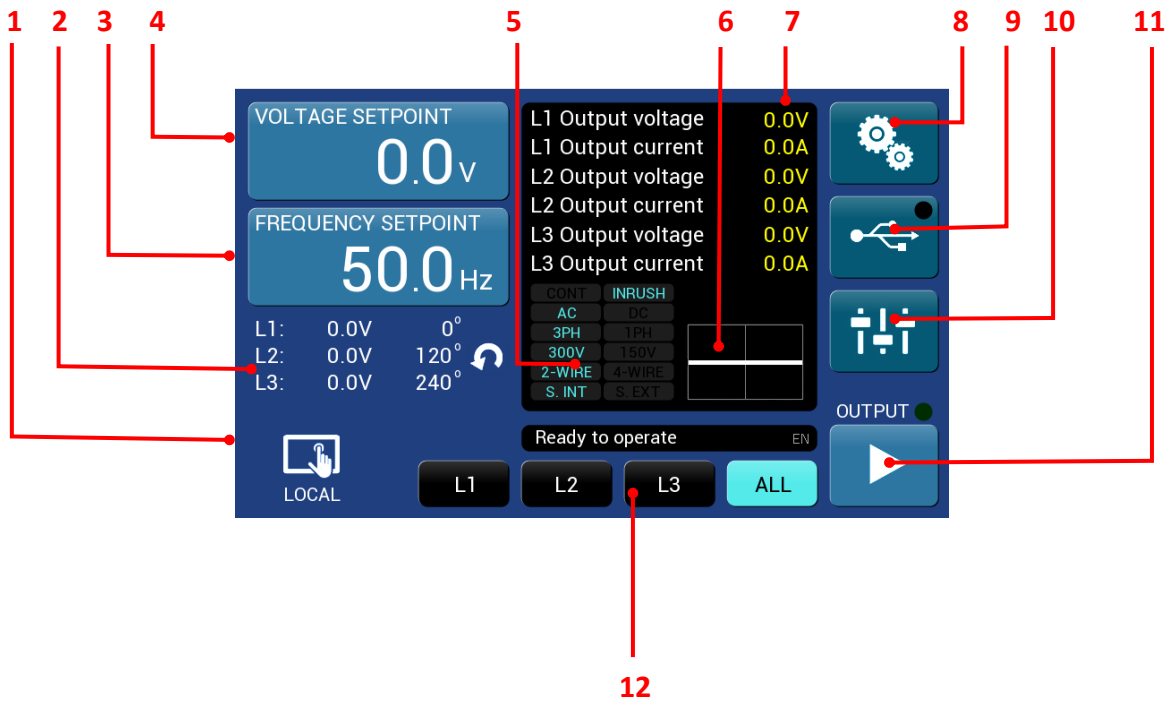 1 2 3 4 5 6 7 8 9 10 11
VOLTAGE SETPOINT
0.0 V
FREQUENCY SETPOINT
50.0 Hz
L1: 0.0V 0°
L2: 0.0V 120°
L3: 0.0V 240°
LOCAL
L1 Output voltage 0.0V
L1 Output current 0.0A
L2 Output voltage 0.0V
L2 Output current 0.0A
L3 Output voltage 0.0V
L3 Output current 0.0A
CONT INRUSH
AC DC
3PH 1PH
300V 150V
2-WIRE 4-WIRE
S. INT S. EXT
Ready to operate EN
L1 L2 L3 ALL
OUTPUT
12